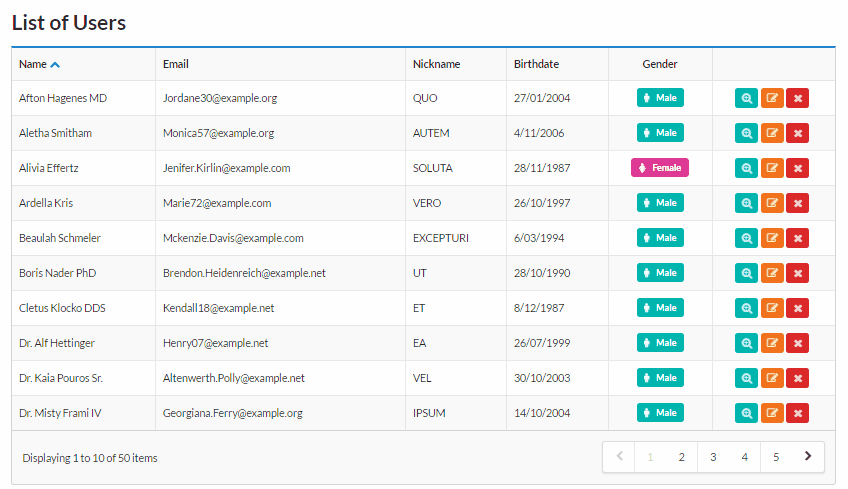 List of Users
Name Email Nickname Birthdate Gender
Afton Hagenes MD Jordane30@example.org QUO 27/01/2004 Male
Aletha Smitham Monica57@example.org AUTEM 4/11/2006 Male
Alivia Effertz Jenifer.Kirlin@example.com SOLUTA 28/11/1987 Female
Ardella Kris Marie72@example.com VERO 26/10/1997 Male
Beaulah Schmeler Mckenzie.Davis@example.com EXCEPTURI 6/03/1994 Male
Boris Nader PhD Brendon.Heidenreich@example.net UT 28/10/1990 Male
Cletus Klocko DDS Kendall18@example.net ET 8/12/1987 Male
Dr. Alf Hettinger Henry07@example.net EA 26/07/1999 Male
Dr. Kaia Pouros Sr. Altenwerth.Polly@example.net VEL 30/10/2003 Male
Dr. Misty Frami IV Georgiana.Ferry@example.org IPSUM 14/10/2004 Male
Displaying 1 to 10 of 50 items 1 2 3 4 5